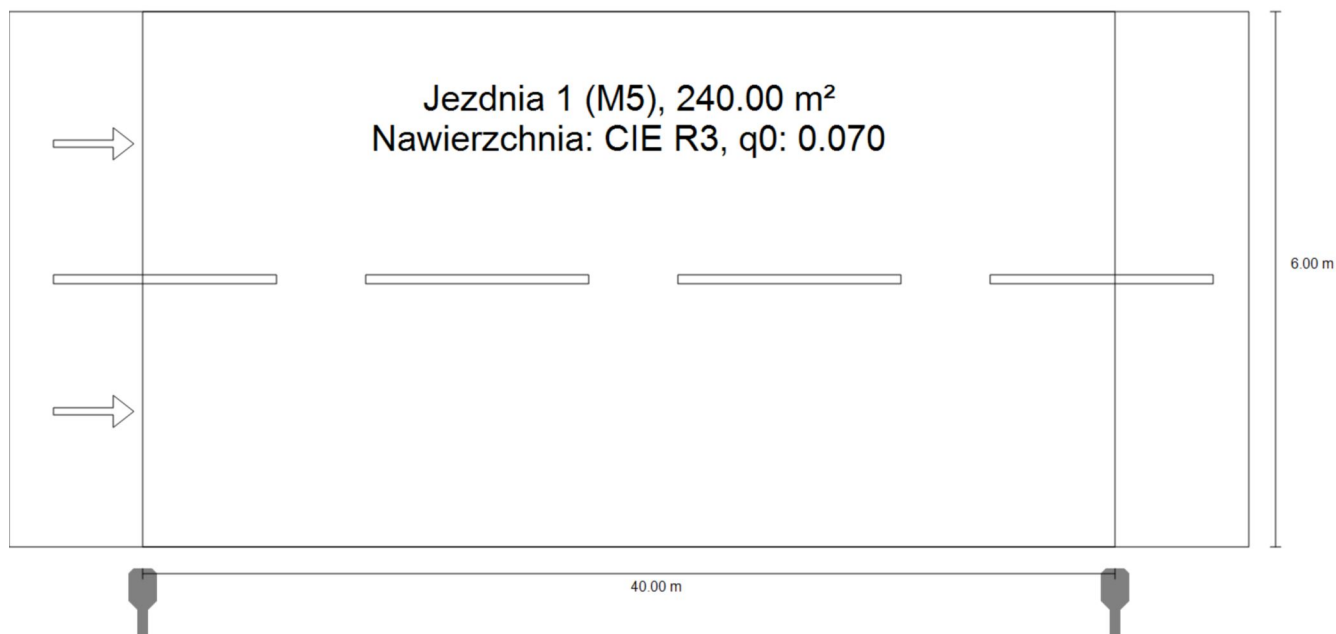 Jezdnia 1 (M5), 240.00 m²
Nawierzchnia: CIE R3, q0: 0.070
6.00 m
40.00 m